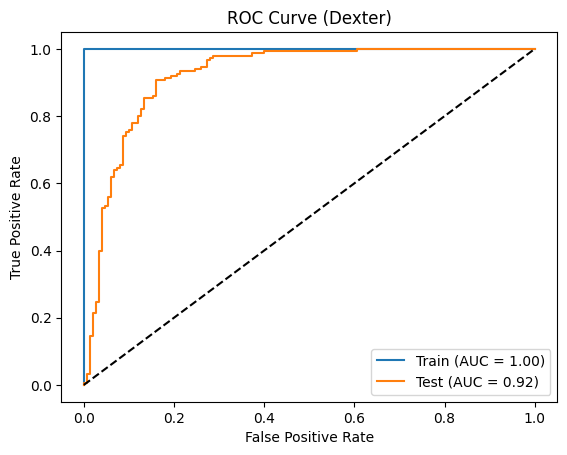 ROC Curve (Dexter)
True Positive Rate
1.0
0.8
0.6
0.4
0.2
0.0
Train (AUC = 1.00)
Test (AUC = 0.92)
0.0 0.2 0.4 0.6 0.8 1.0
False Positive Rate